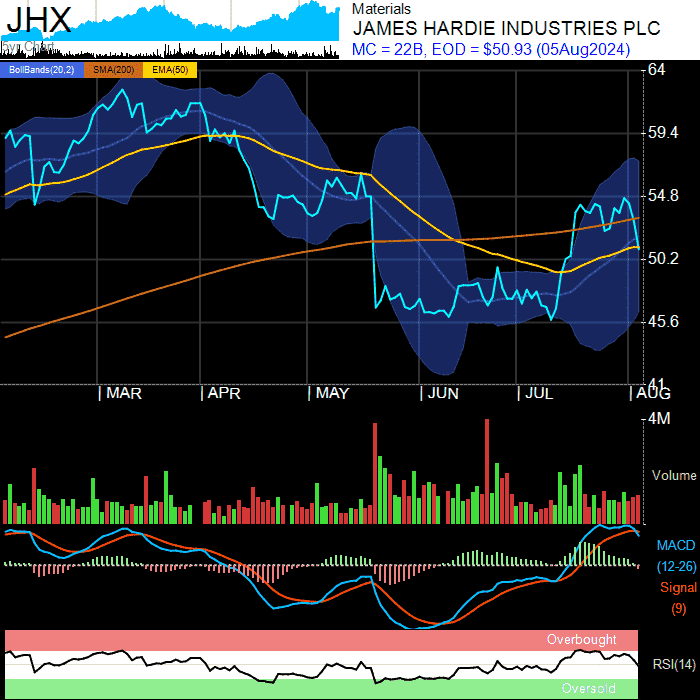 JHX
Materials
JAMES HARDIE INDUSTRIES PLC
MC = 22B, EOD = $50.93 (05Aug2024)
BollBands(20,2) SMA(200) EMA(50)
64
59.4
54.8
50.2
45.6
41
MAR APR MAY JUN JUL AUG
4M
Volume
MACD
(12-26)
Signal
(9)
Overbought
RSI(14)
Oversold